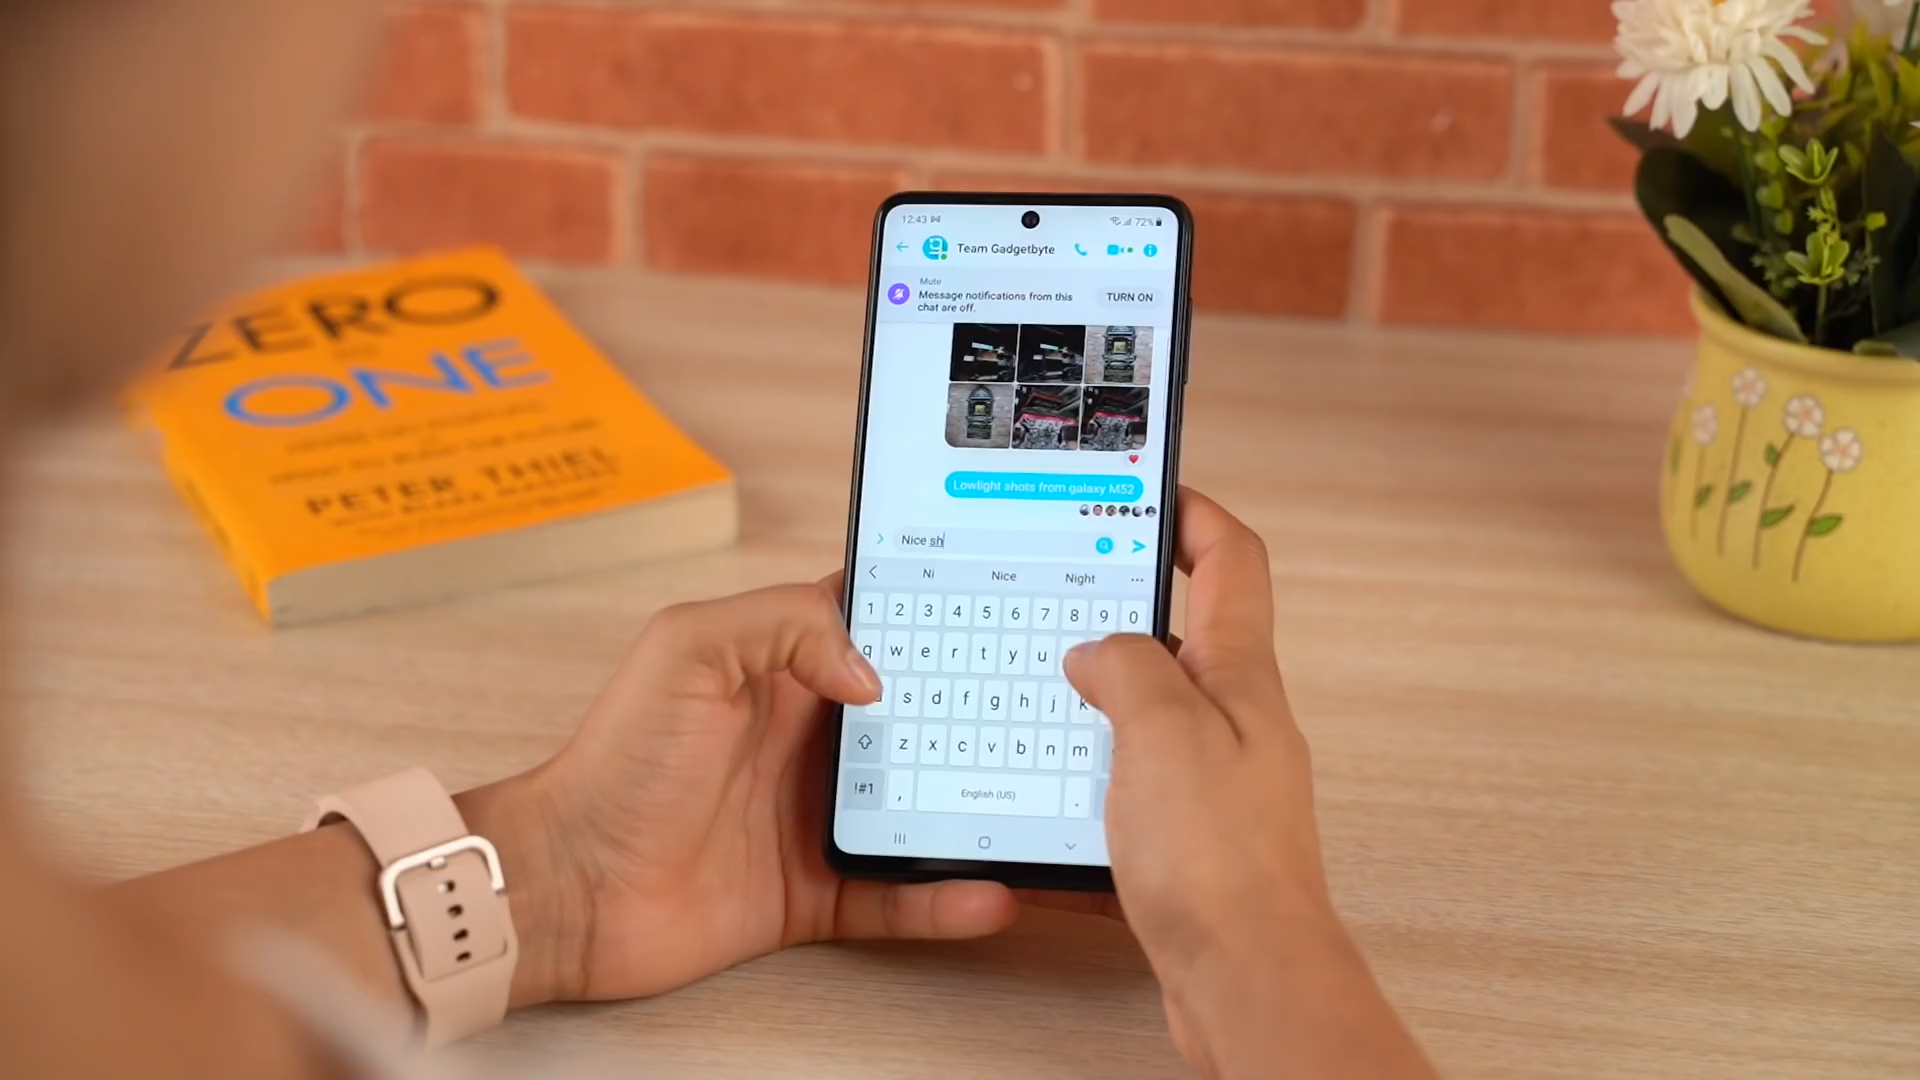 ZERO
TO
ONE
PETER THIEL
12:43
72%
Team Gadgetbyte
Mute
Message notifications from this
chat are off.
TURN ON
Lowlight shots from galaxy M52
Nice sh
Ni Nice Night ...
1 2 3 4 5 6 7 8 9 0
q w e r t y u
s d f g h j k
z x c v b n m
!#1 , English (US) .